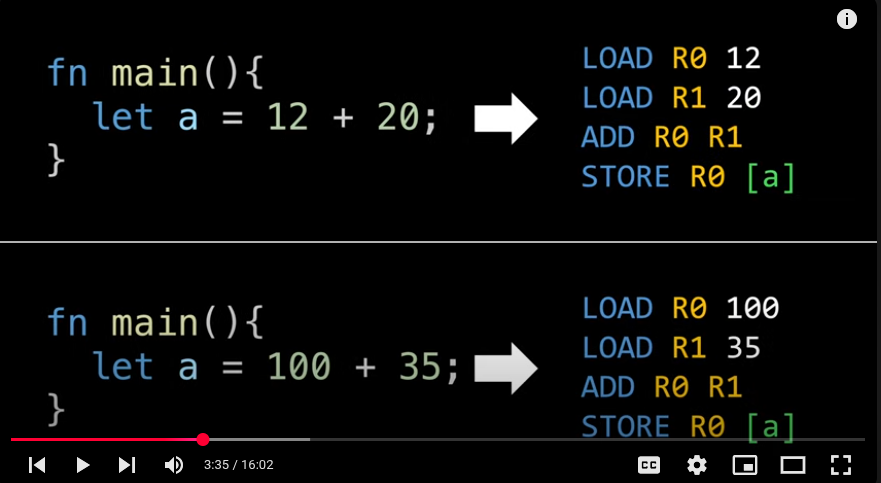 fn main(){
let a = 12 + 20;
}
LOAD R0 12
LOAD R1 20
ADD R0 R1
STORE R0 [a]
fn main(){
let a = 100 + 35;
}
LOAD R0 100
LOAD R1 35
ADD R0 R1
STORE R0 [a]
3:35 / 16:02
CC